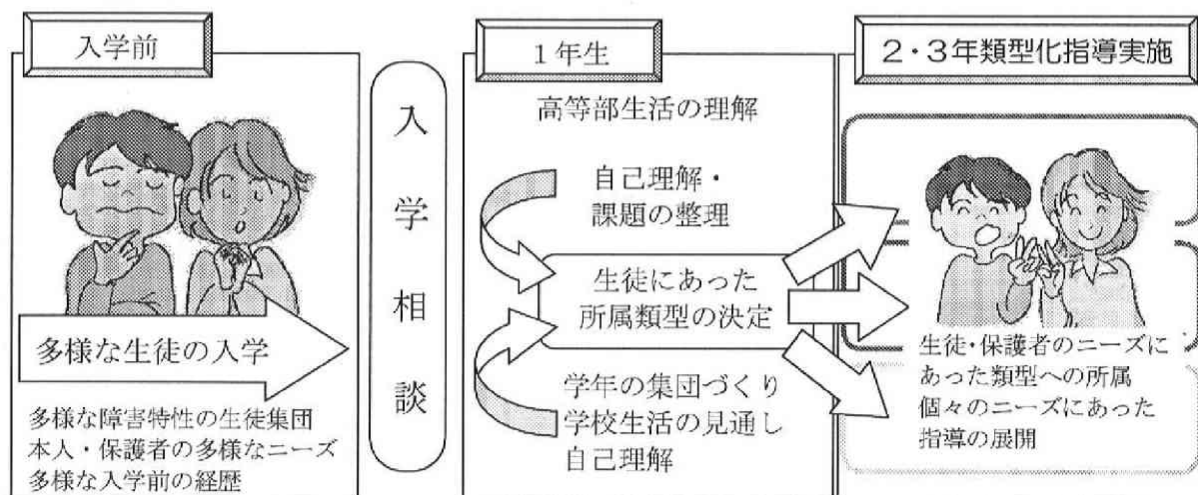 入学前
多様な生徒の入学
多様な障害特性の生徒集団
本人・保護者の多様なニーズ
多様な入学前の経歴
入学相談
1年生
高等部生活の理解
自己理解・
課題の整理
生徒にあった
所属類型の決定
学年の集団づくり
学校生活の見通し
自己理解
2・3年類型化指導実施
生徒・保護者のニーズに
あった類型への所属
個々のニーズにあった
指導の展開